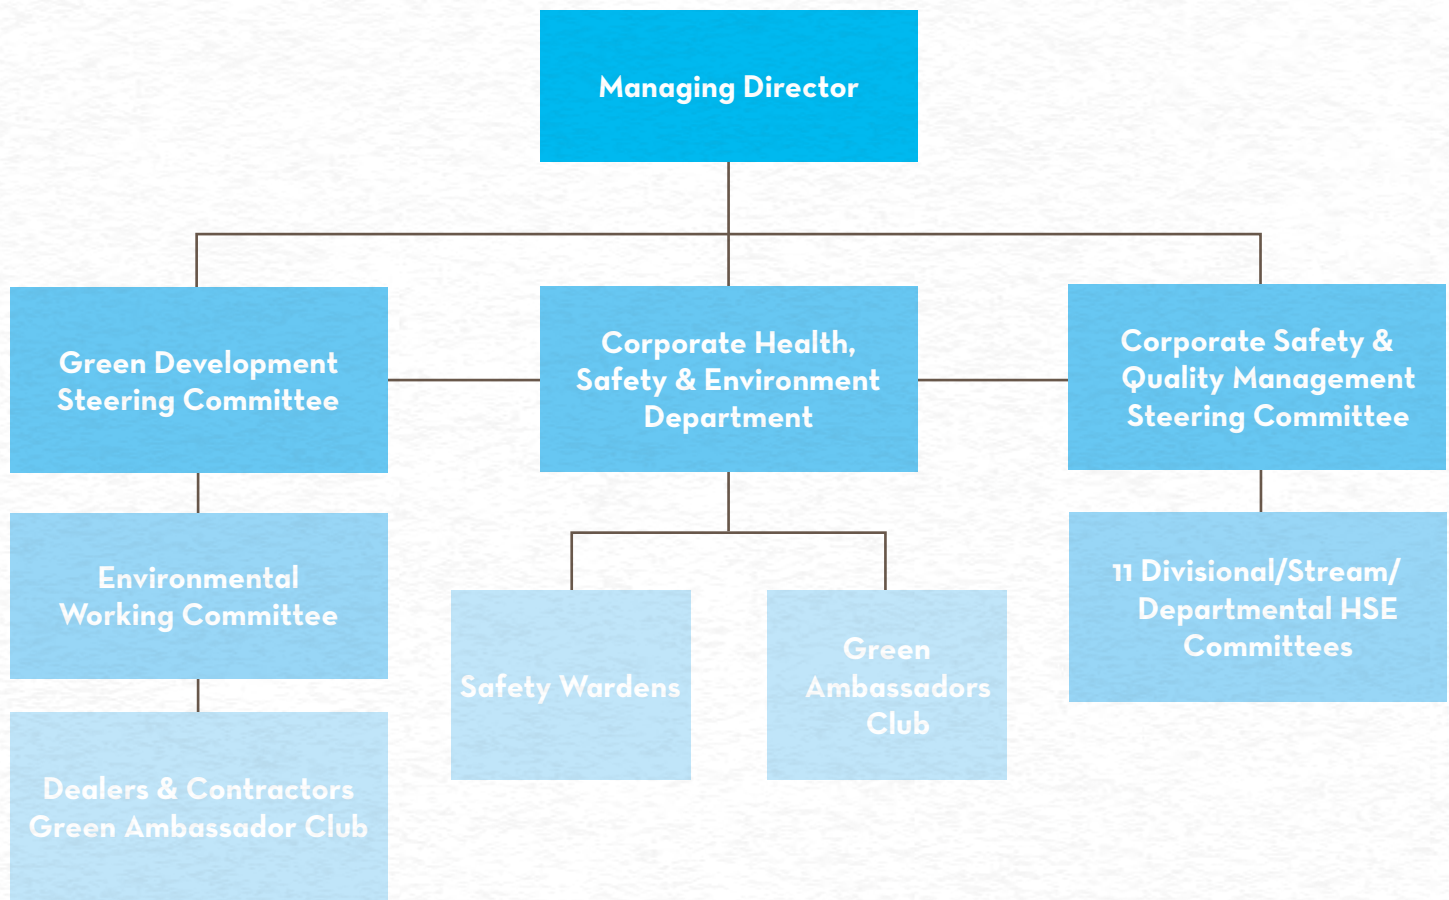 Managing Director
Green Development
Steering Committee
Corporate Health,
Safety & Environment
Department
Corporate Safety &
Quality Management
Steering Committee
Environmental
Working Committee
Safety Wardens
Green
Ambassadors
Club
11 Divisional/Stream/
Departmental HSE
Committees
Dealers & Contractors
Green Ambassador Club